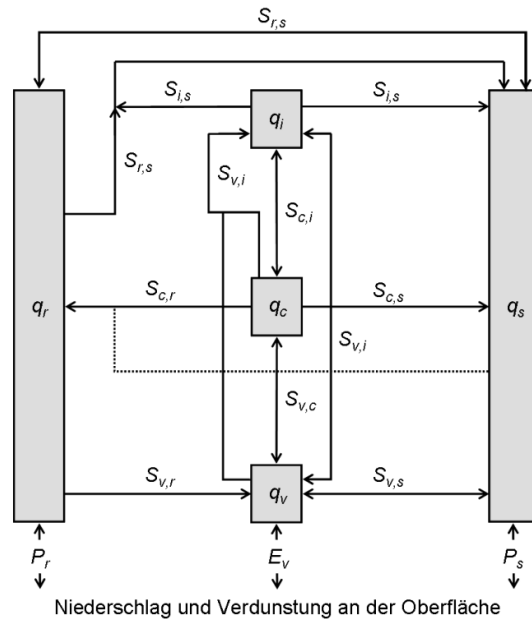 S_{r,s}
S_{i,s}
S_{i,s}
q_i
S_{r,s}
S_{v,i}
S_{c,i}
S_{c,r}
S_{c,s}
q_r
q_c
q_s
S_{v,i}
S_{v,c}
S_{v,r}
S_{v,s}
q_v
P_r
E_v
P_s
Niederschlag und Verdunstung an der Oberfläche